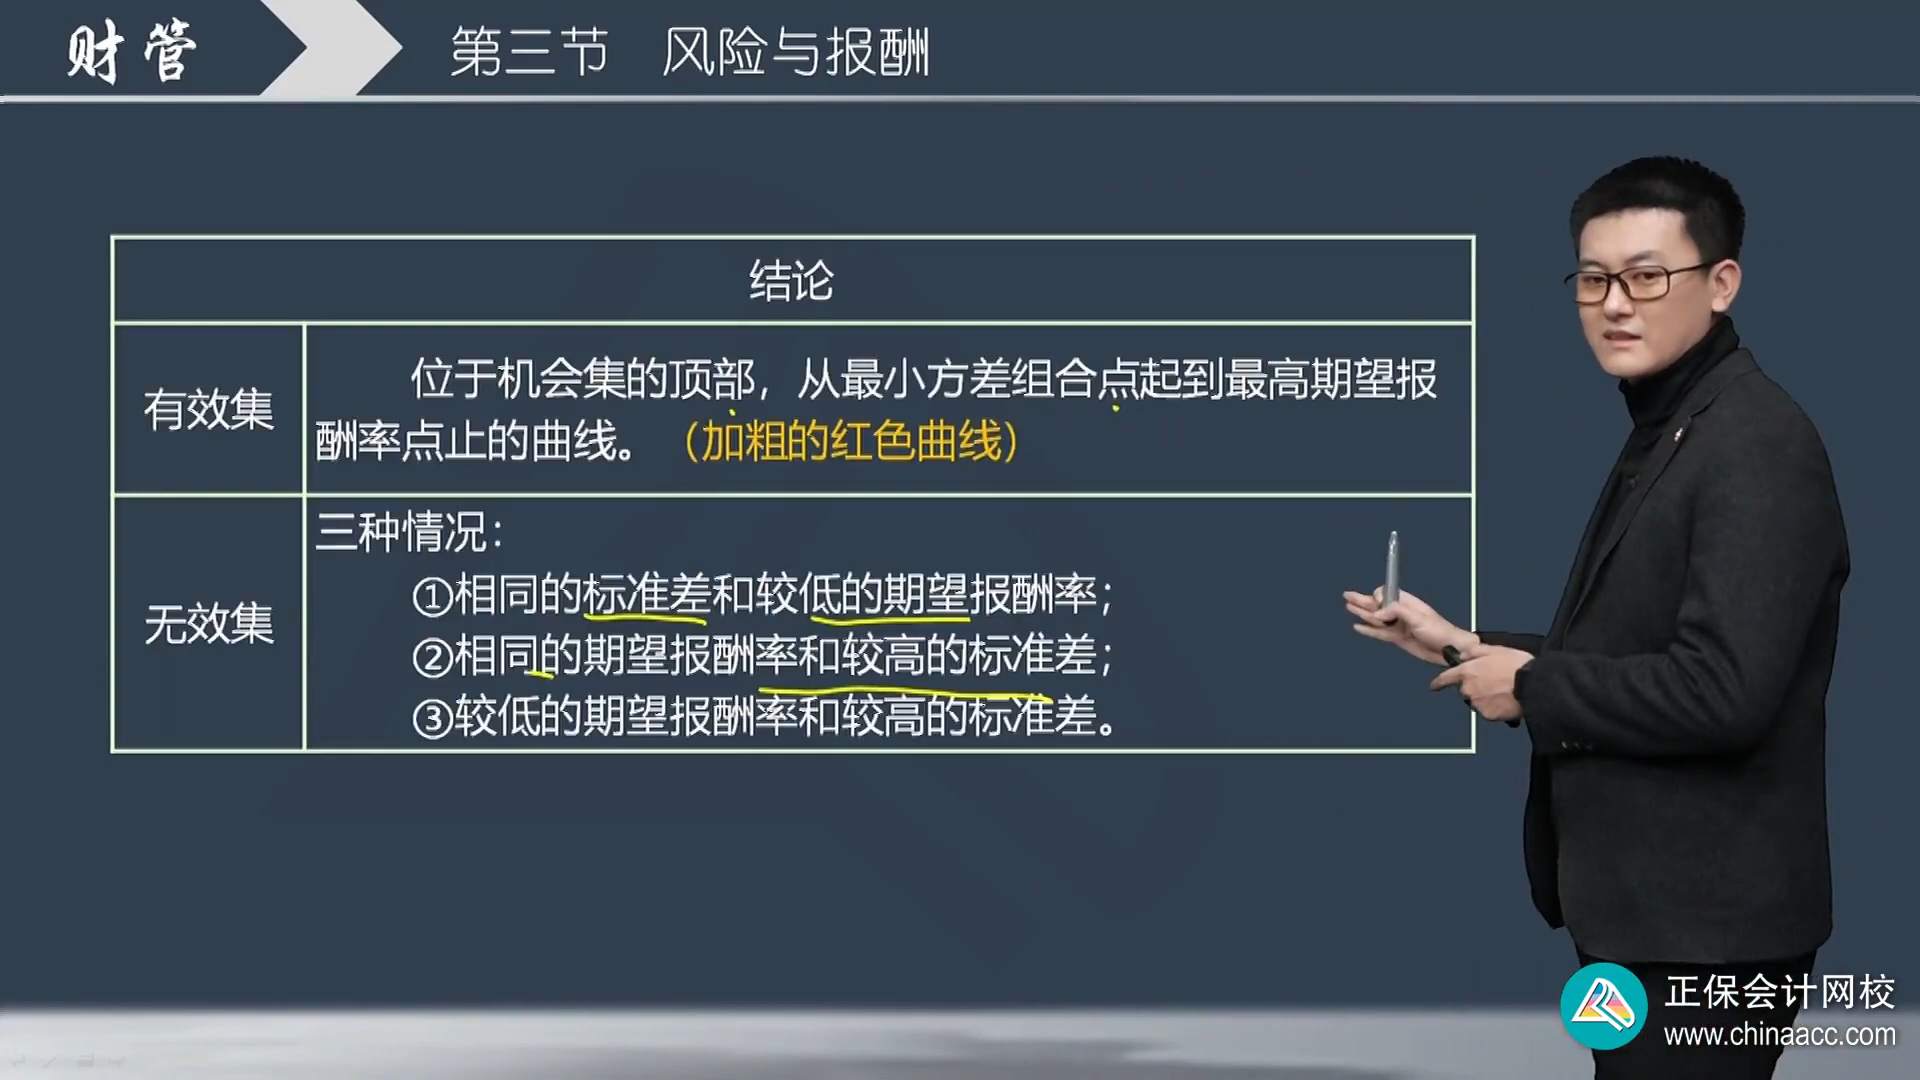 财管
第三节 风险与报酬
结论
有效集
位于机会集的顶部，从最小方差组合点起到最高期望报
酬率点止的曲线。（加粗的红色曲线）
无效集
三种情况：
①相同的标准差和较低的期望报酬率；
②相同的期望报酬率和较高的标准差；
③较低的期望报酬率和较高的标准差。
正保会计网校
www.chinaacc.com